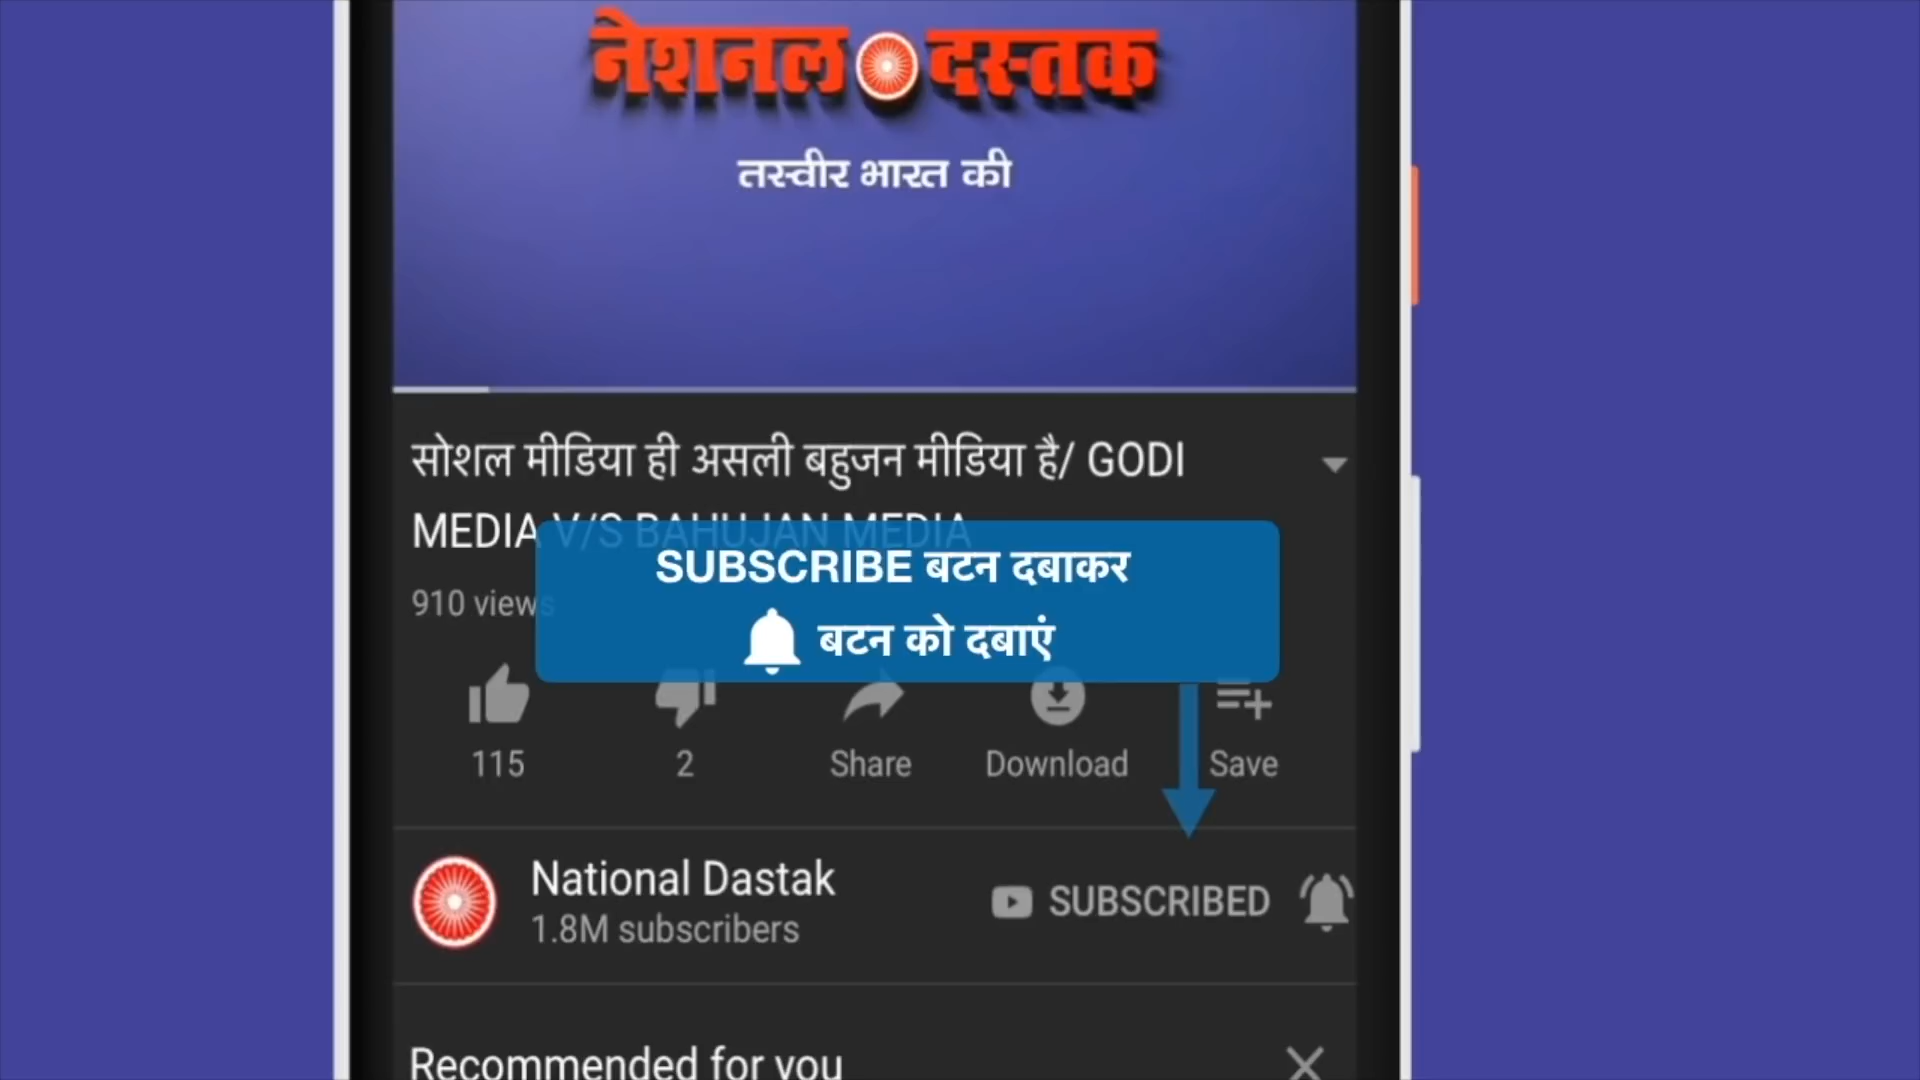 नेशनल दस्तक
तस्वीर भारत की
सोशल मीडिया ही असली बहुजन मीडिया है/ GODI
MEDIA V/S BAHUJAN MEDIA
SUBSCRIBE बटन दबाकर
बटन को दबाएं
910 views
115
2
Share
Download
Save
National Dastak
1.8M subscribers
SUBSCRIBED
Recommended for you